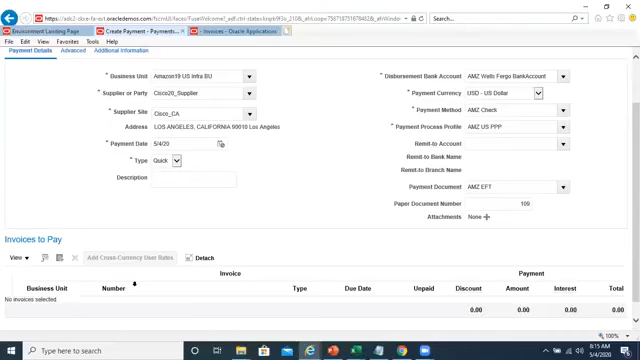 https://adc2-fap1... 
Search...
Environment Landing Page
Create Payment - Payments...
- Invoices - Oracle Applications
File Edit View Favorites Tools Help
Payment Details Advanced Additional Information
* Business Unit Amazon19 US Infra BU
* Supplier or Party Cisco20_Supplier
* Supplier Site Cisco_CA
Address LOS ANGELES, CALIFORNIA 90010 Los Angeles
* Payment Date 5/4/20
* Type Quick
Description
* Disbursement Bank Account AMZ Wells Fergo BankAccount
* Payment Currency USD - US Dollar
* Payment Method AMZ Check
* Payment Process Profile AMZ US PPP
Remit-to Account
Remit-to Bank Name
Remit-to Branch Name
Payment Document AMZ EFT
Paper Document Number 109
Attachments None
Invoices to Pay
View Add Cross-Currency User Rates Detach
Invoice Payment
Business Unit Number Type Due Date Unpaid Discount Amount Interest Total
No invoices selected.
0.00 0.00 0.00 0.00
100%
Type here to search
8:15 AM
5/4/2020